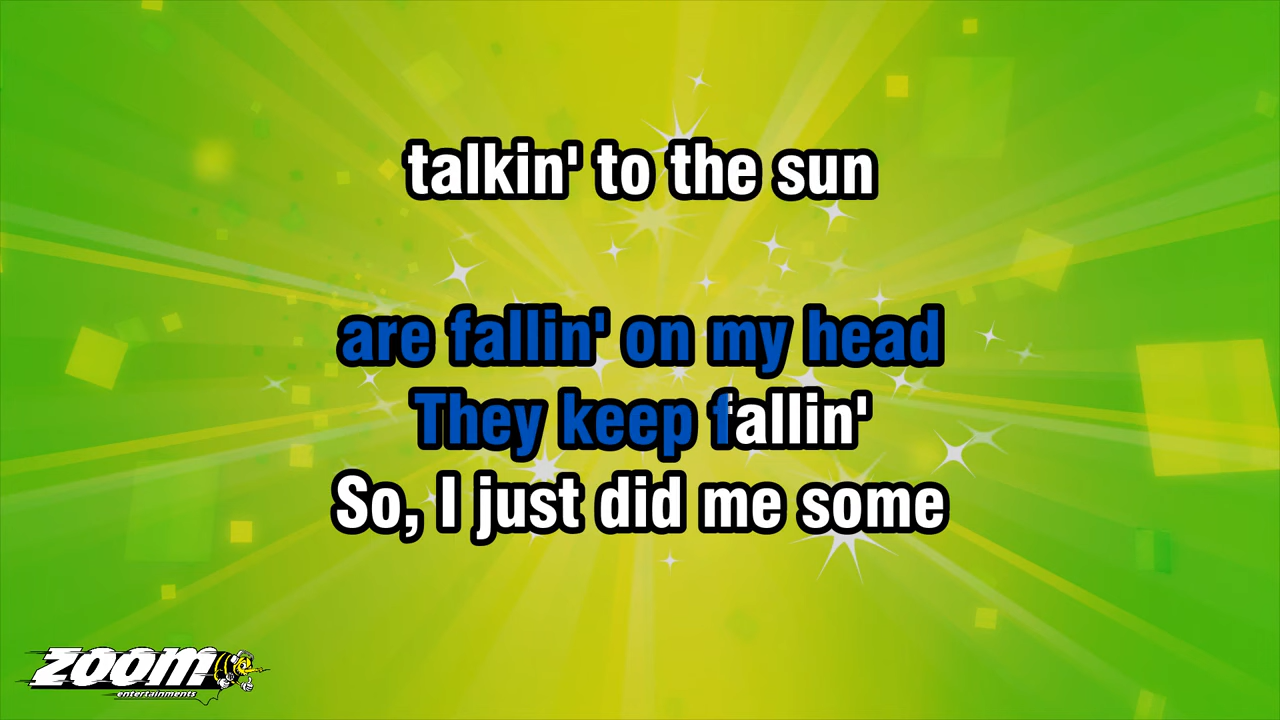 talkin' to the sun
are fallin' on my head
They keep fallin'
So, I just did me some
zoom
entertainments